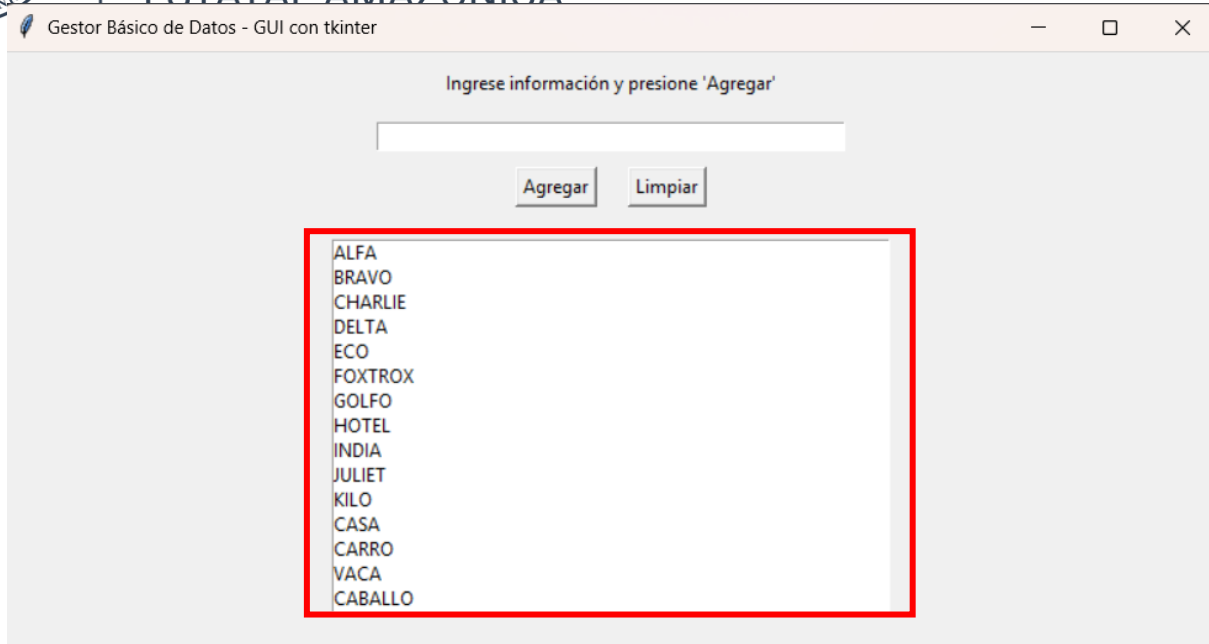 Gestor Básico de Datos - GUI con tkinter
Ingrese información y presione 'Agregar'
Agregar Limpiar
ALFA
BRAVO
CHARLIE
DELTA
ECO
FOXTROX
GOLFO
HOTEL
INDIA
JULIET
KILO
CASA
CARRO
VACA
CABALLO